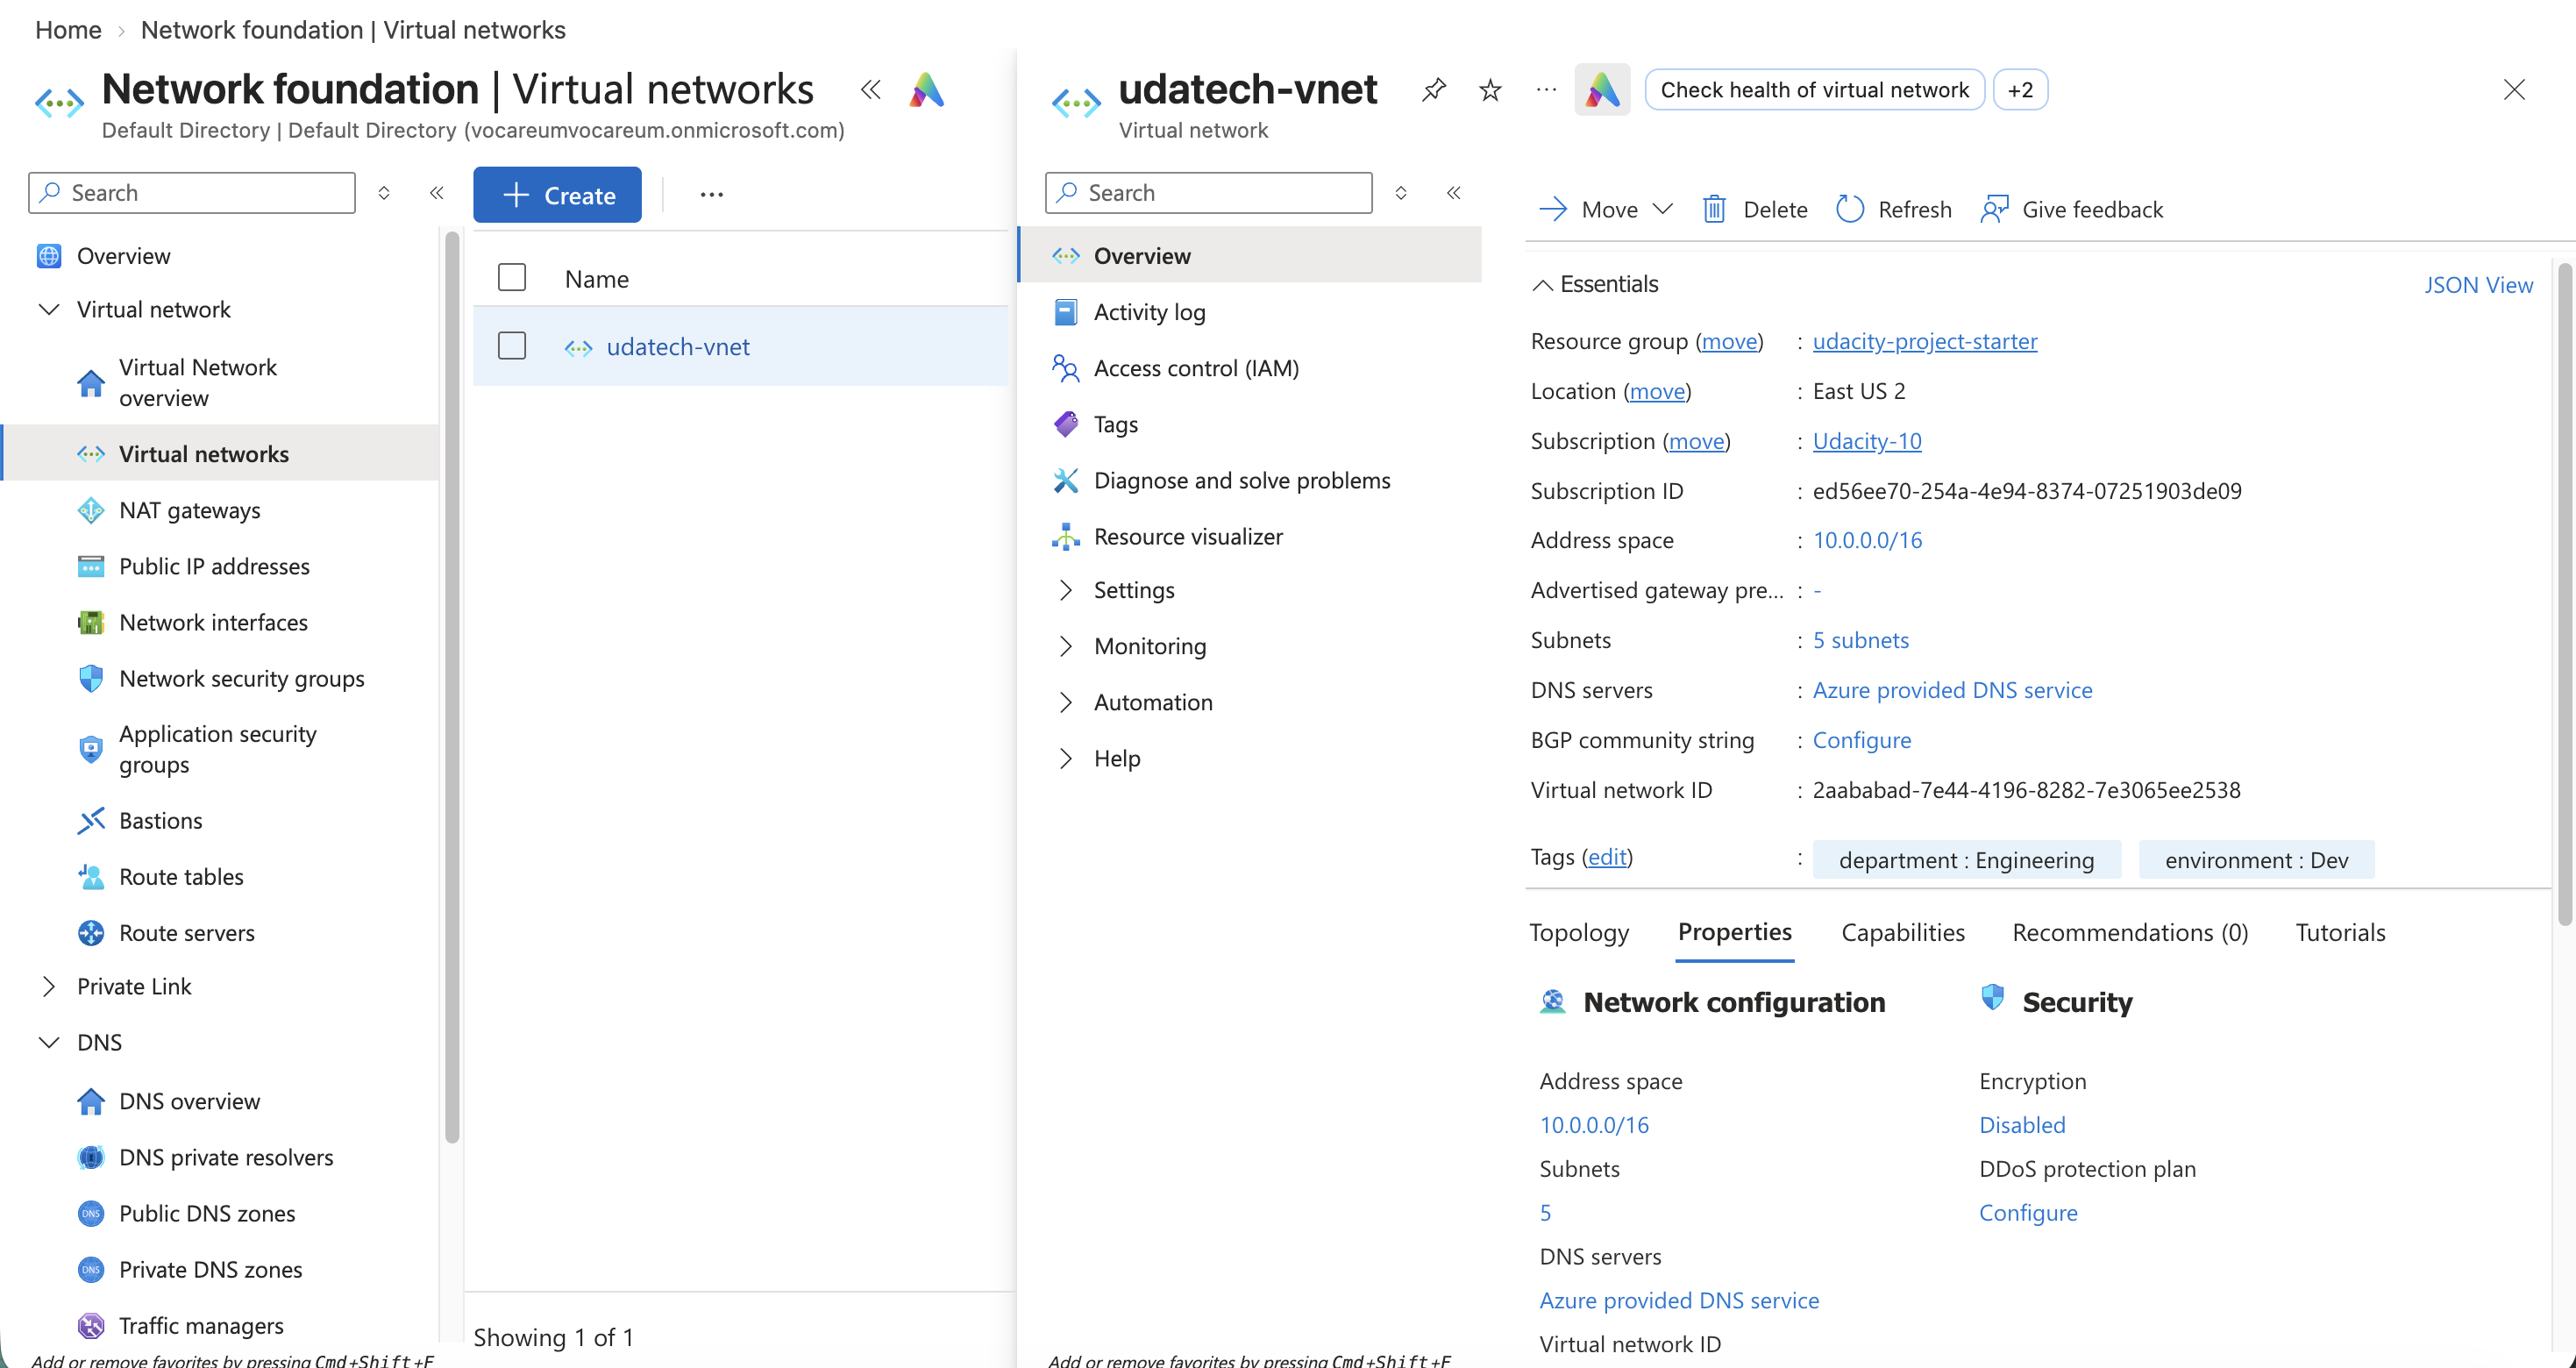 Home > Network foundation | Virtual networks
Network foundation | Virtual networks
Default Directory | Default Directory (vocareumvocareum.onmicrosoft.com)
Search
Overview
Virtual network
Virtual Network
overview
Virtual networks
NAT gateways
Public IP addresses
Network interfaces
Network security groups
Application security
groups
Bastions
Route tables
Route servers
Private Link
DNS
DNS overview
DNS private resolvers
Public DNS zones
Private DNS zones
Traffic managers
Add or remove favorites by pressing Cmd+Shift+F
Create
Name
udatech-vnet
Showing 1 of 1
udatech-vnet
Virtual network
Check health of virtual network
+2
Search
Overview
Activity log
Access control (IAM)
Tags
Diagnose and solve problems
Resource visualizer
Settings
Monitoring
Automation
Help
Add or remove favorites by pressing Cmd+Shift+F
Move Delete Refresh Give feedback
Essentials JSON View
Resource group (move) : udacity-project-starter
Location (move) : East US 2
Subscription (move) : Udacity-10
Subscription ID : ed56ee70-254a-4e94-8374-07251903de09
Address space : 10.0.0.0/16
Advertised gateway pre... : -
Subnets : 5 subnets
DNS servers : Azure provided DNS service
BGP community string : Configure
Virtual network ID : 2aababad-7e44-4196-8282-7e3065ee2538
Tags (edit) : department : Engineering environment : Dev
Topology Properties Capabilities Recommendations (0) Tutorials
Network configuration
Address space
10.0.0.0/16
Subnets
5
DNS servers
Azure provided DNS service
Virtual network ID
Security
Encryption
Disabled
DDoS protection plan
Configure